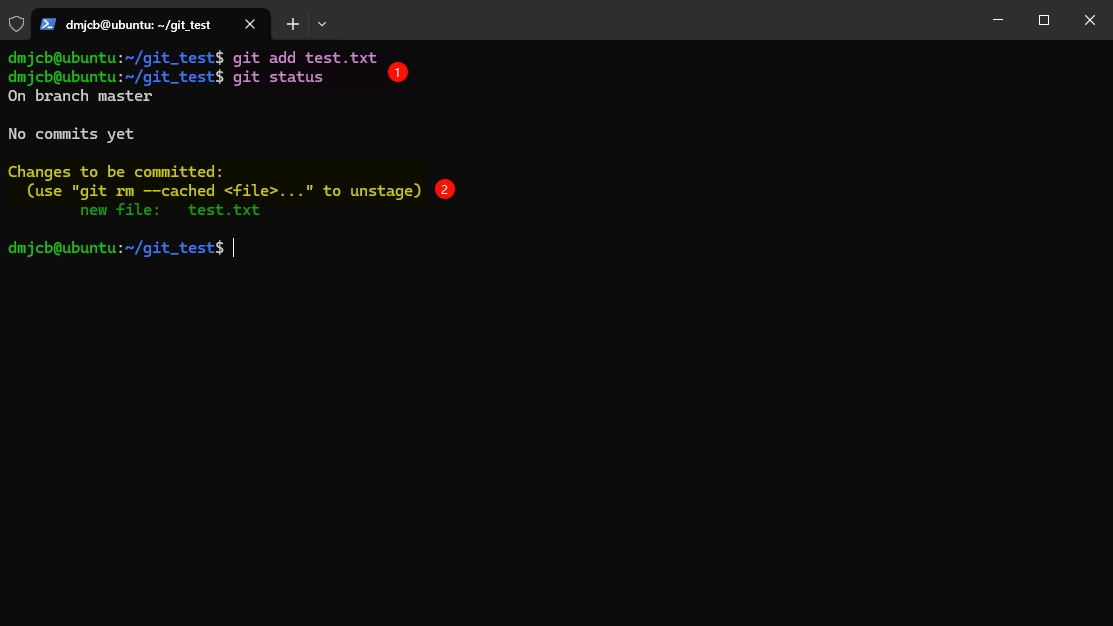 dmjcb@ubuntu: ~/git_test
dmjcb@ubuntu:~/git_test$ git add test.txt
dmjcb@ubuntu:~/git_test$ git status
1
On branch master
No commits yet
Changes to be committed:
(use "git rm --cached <file>..." to unstage)
2
new file:   test.txt
dmjcb@ubuntu:~/git_test$